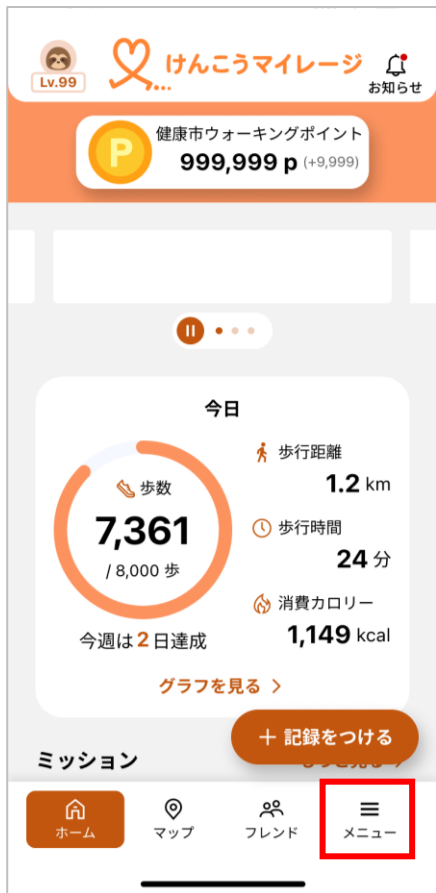 Lv.99
けんこうマイレージ
お知らせ
P
健康市ウォーキングポイント
999,999 p (+9,999)
今日
歩数
7,361
/ 8,000 歩
今週は2日達成
歩行距離
1.2 km
歩行時間
24 分
消費カロリー
1,149 kcal
グラフを見る
+ 記録をつける
ミッション
ホーム
マップ
フレンド
メニュー